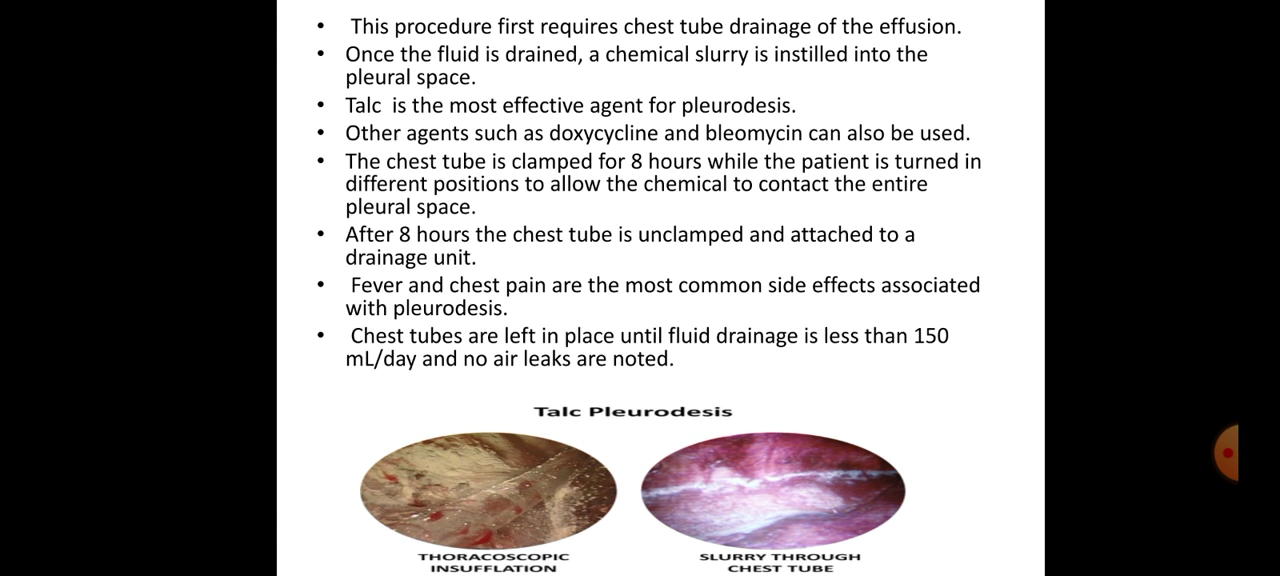 • This procedure first requires chest tube drainage of the effusion.
• Once the fluid is drained, a chemical slurry is instilled into the
pleural space.
• Talc is the most effective agent for pleurodesis.
• Other agents such as doxycycline and bleomycin can also be used.
• The chest tube is clamped for 8 hours while the patient is turned in
different positions to allow the chemical to contact the entire
pleural space.
• After 8 hours the chest tube is unclamped and attached to a
drainage unit.
• Fever and chest pain are the most common side effects associated
with pleurodesis.
• Chest tubes are left in place until fluid drainage is less than 150
mL/day and no air leaks are noted.
Talc Pleurodesis
THORACOSCOPIC
INSUFFLATION
SLURRY THROUGH
CHEST TUBE